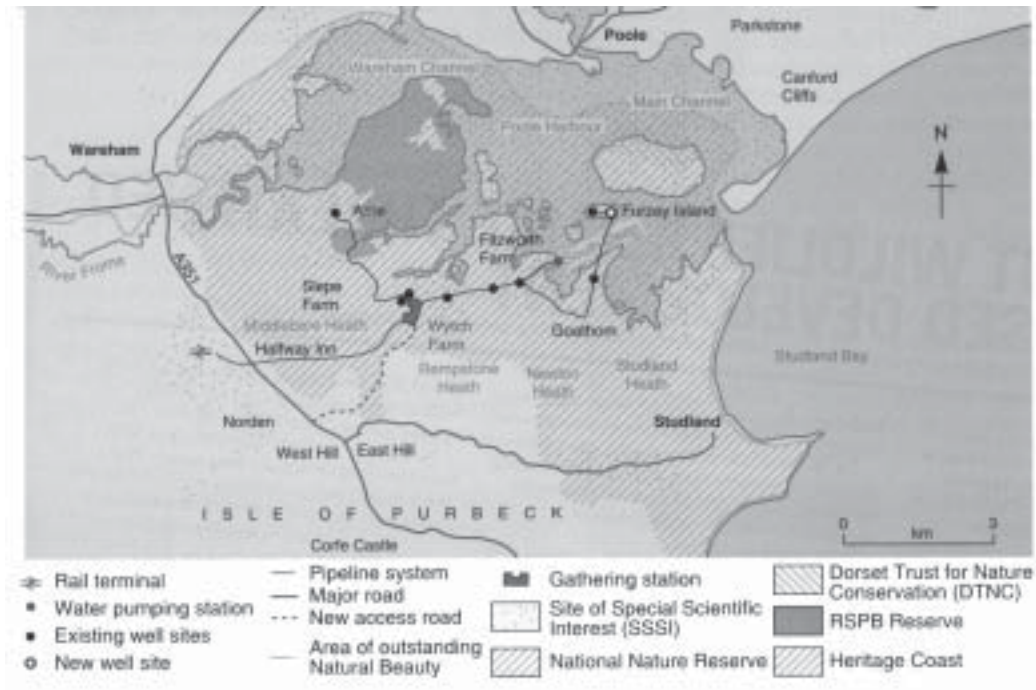 Poole
Parkstone
Wareham Channel
Canford
Cliffs
Main Channel
Poole Harbour
N
Wareham
Arne
Furzey Island
River Frome
A351
Fitzworth
Farm
Slepe
Farm
Middlebere Heath
Wytch
Farm
Goathorn
Halfway Inn
Rempstone
Heath
Newton
Heath
Studland
Heath
Studland Bay
Norden
Studland
West Hill
East Hill
ISLE OF PURBECK
Corfe Castle
0 3
km
Rail terminal
Water pumping station
Existing well sites
New well site
Pipeline system
Major road
New access road
Area of outstanding
Natural Beauty
Gathering station
Site of Special Scientific
Interest (SSSI)
National Nature Reserve
Dorset Trust for Nature
Conservation (DTNC)
RSPB Reserve
Heritage Coast